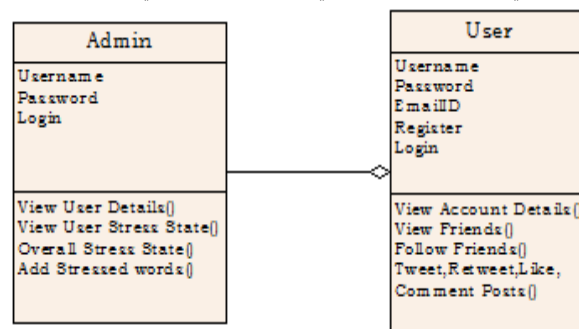 Admin
Username
Password
Login
View User Details()
View User Stress State()
Overall Stress State()
Add Stressed words()
User
Username
Password
EmailID
Register
Login
View Account Details()
View Friends()
Follow Friends()
Tweet,Retweet,Like,
Comment Posts()